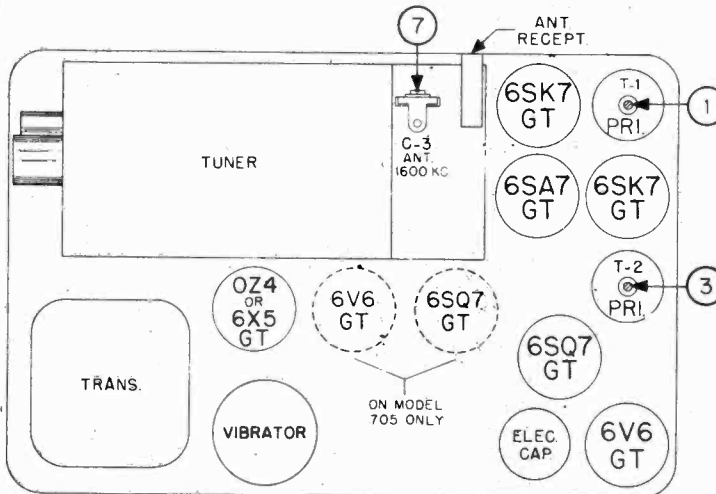 7
ANT.
RECEPT.
6SK7
GT
T-1
PRI.
1
C-3
ANT.
1600 KC
TUNER
6SA7
GT
6SK7
GT
T-2
PRI.
3
OZ4
OR
6X5
GT
6V6
GT
6SQ7
GT
6SQ7
GT
TRANS.
ON MODEL
705 ONLY
VIBRATOR
ELEC.
CAP.
6V6
GT